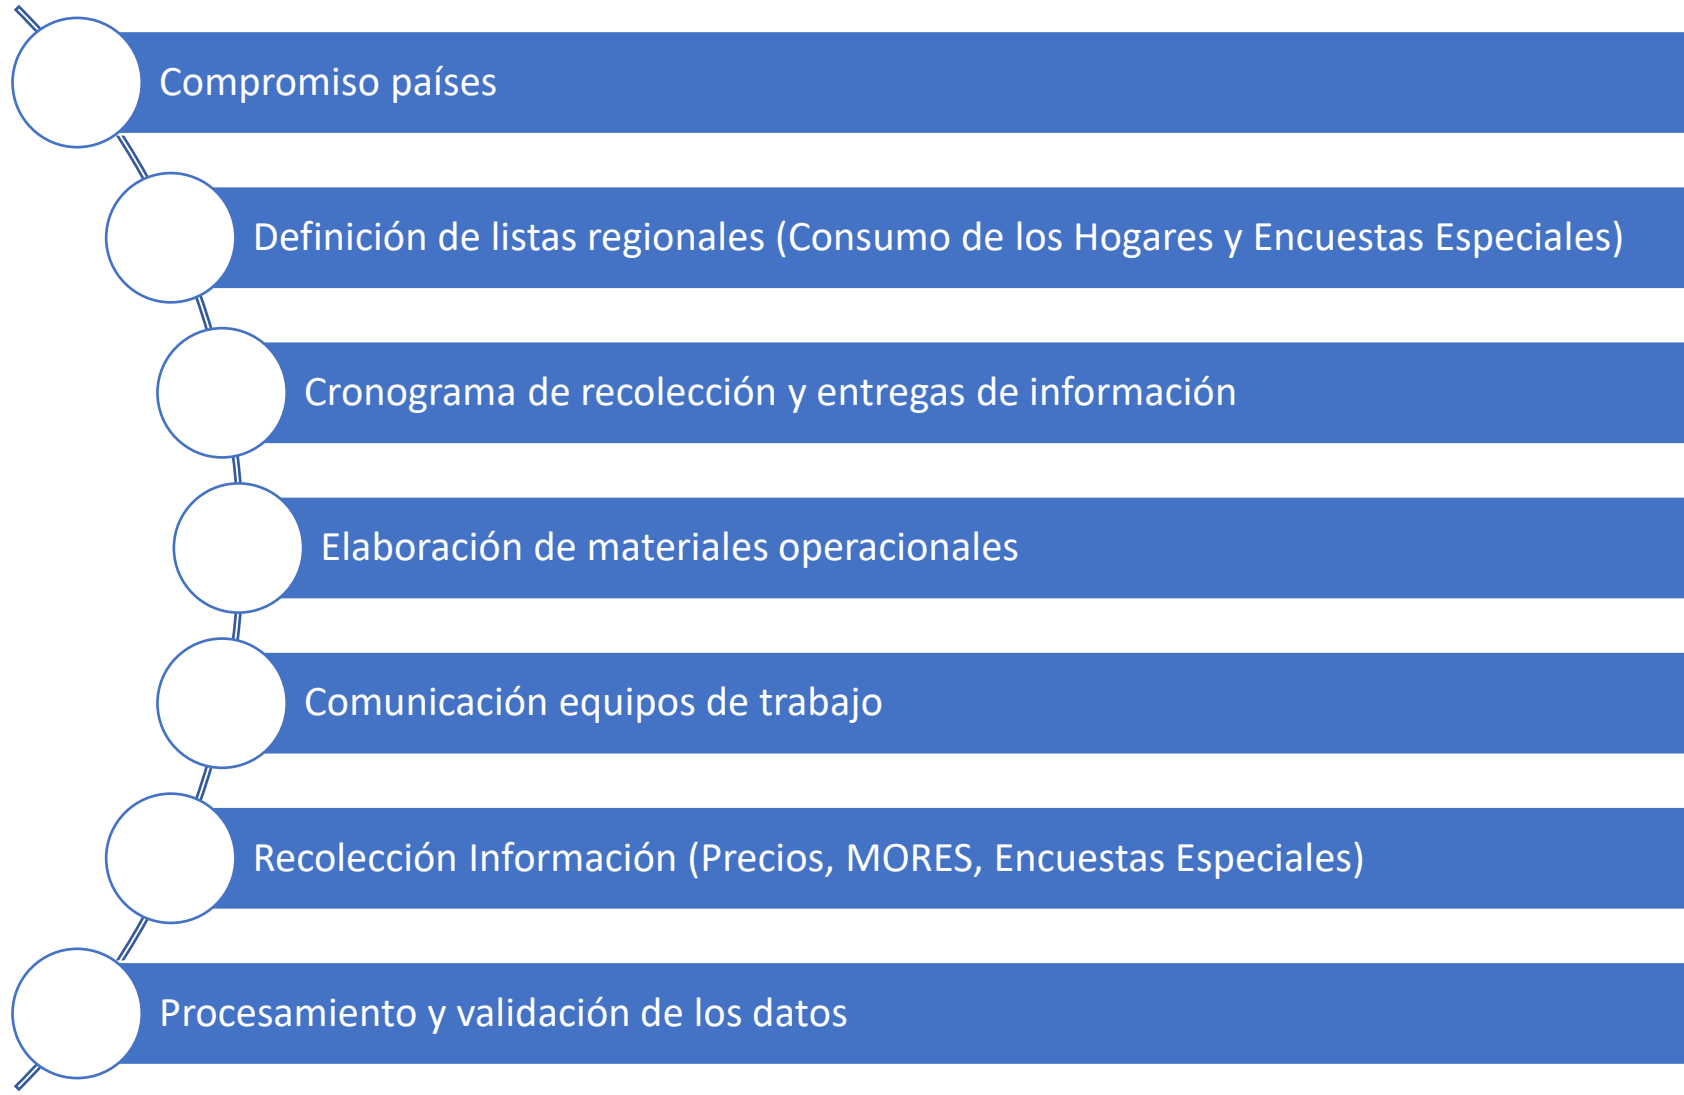 Compromiso países
Definición de listas regionales (Consumo de los Hogares y Encuestas Especiales)
Cronograma de recolección y entregas de información
Elaboración de materiales operacionales
Comunicación equipos de trabajo
Recolección Información (Precios, MORES, Encuestas Especiales)
Procesamiento y validación de los datos